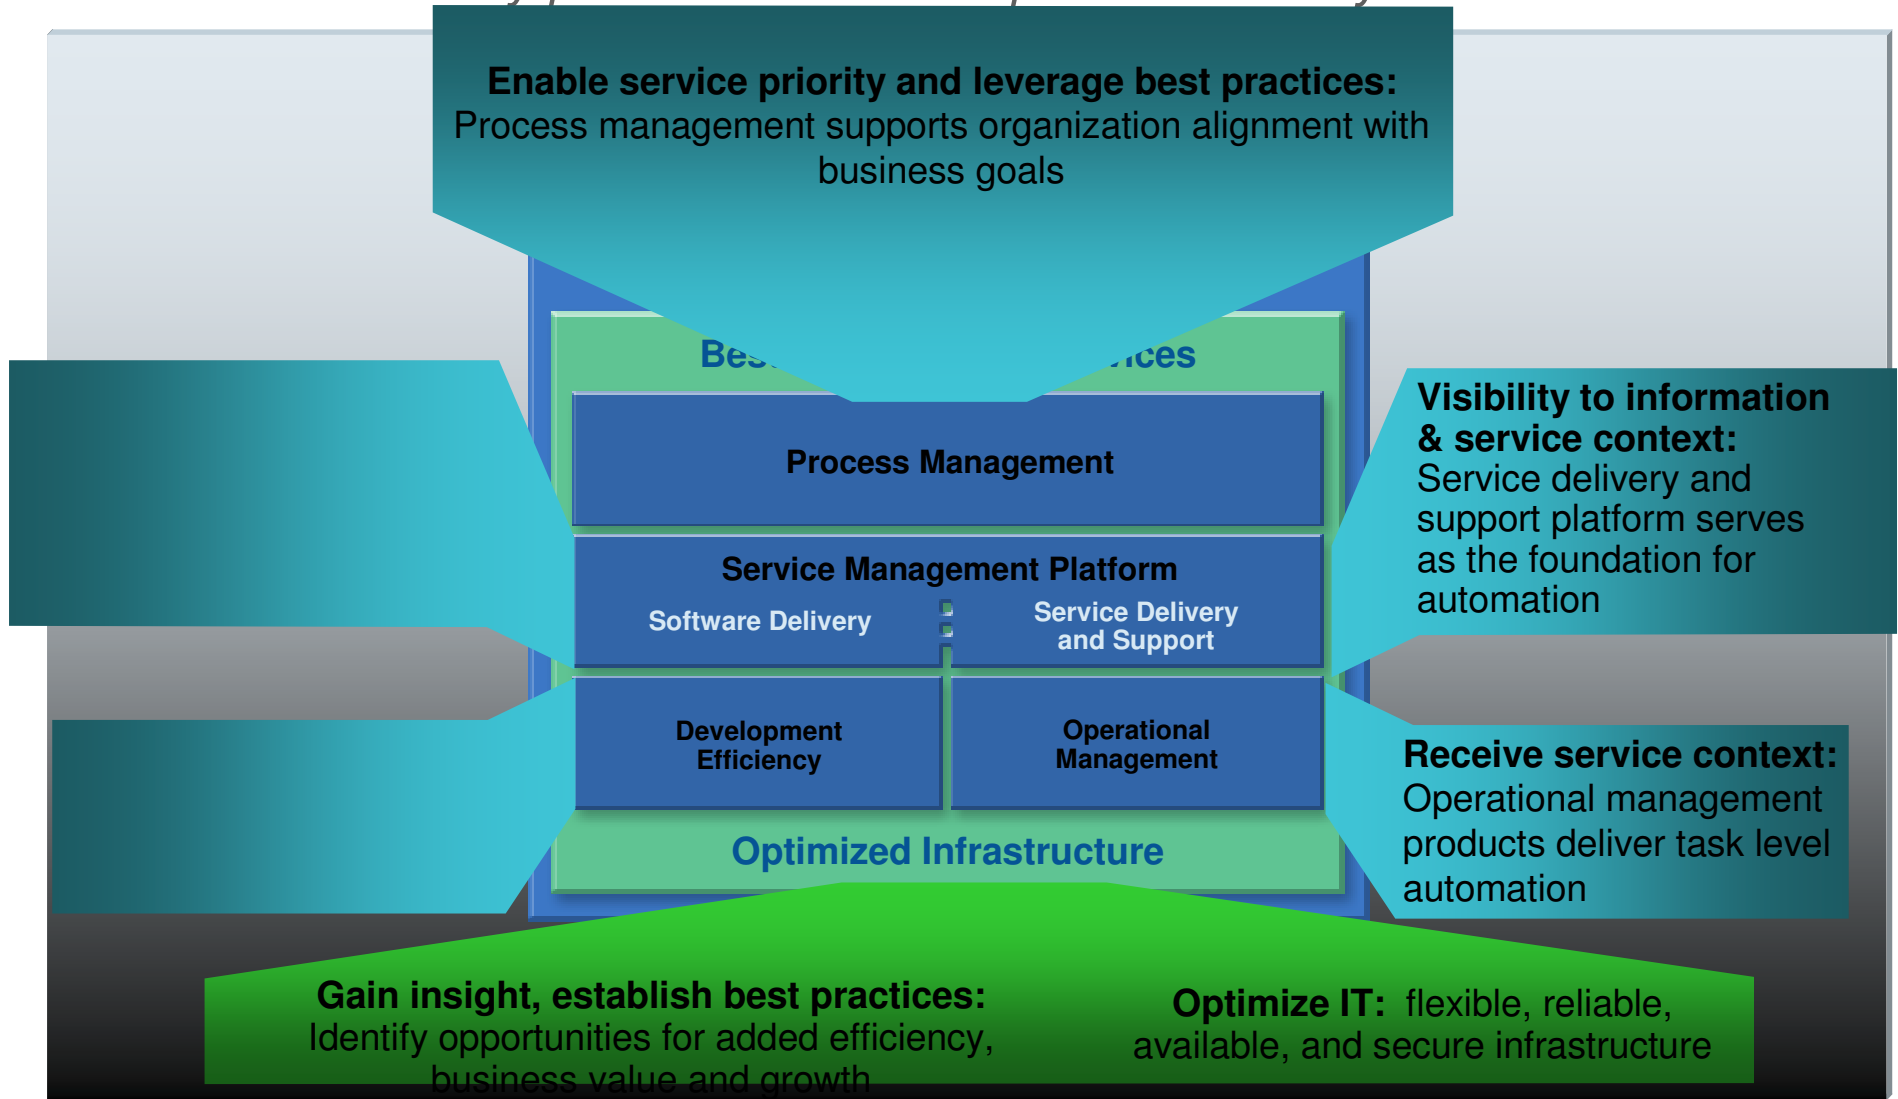 Enable service priority and leverage best practices:
Process management supports organization alignment with
business goals
Process Management
Service Management Platform
Software Delivery
Service Delivery
and Support
Development
Efficiency
Operational
Management
Optimized Infrastructure
Visibility to information
& service context:
Service delivery and
support platform serves
as the foundation for
automation
Receive service context:
Operational management
products deliver task level
automation
Gain insight, establish best practices:
Identify opportunities for added efficiency,
business value and growth
Optimize IT: flexible, reliable,
available, and secure infrastructure